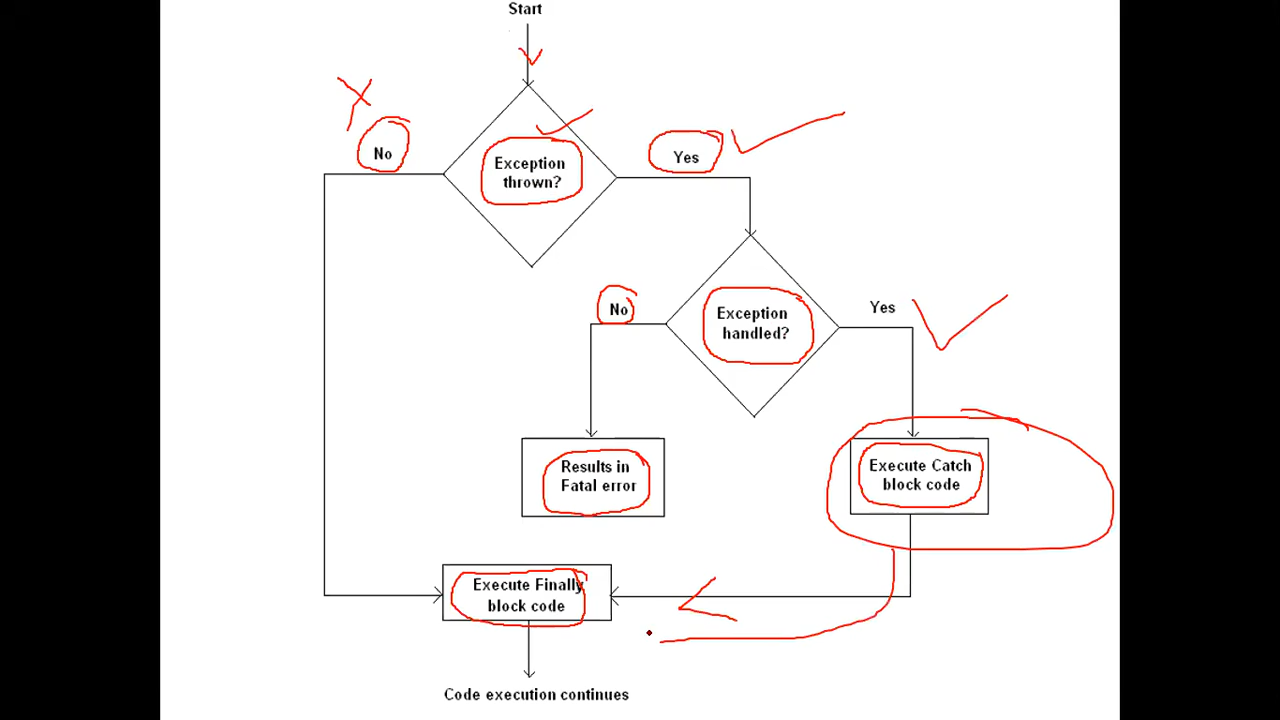 Start
No
Exception
thrown?
Yes
No
Exception
handled?
Yes
Results in
Fatal error
Execute Catch
block code
Execute Finally
block code
Code execution continues